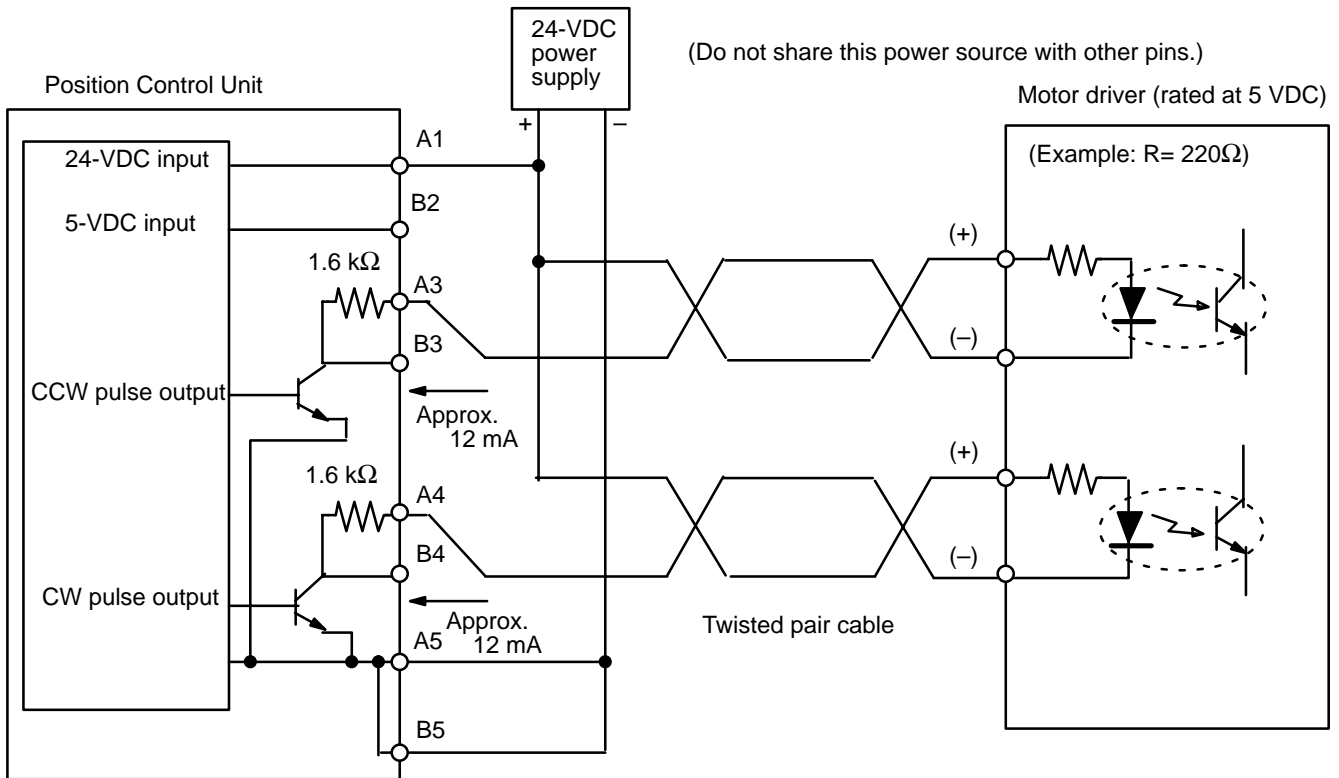 24-VDC
power
supply
(Do not share this power source with other pins.)
Position Control Unit
Motor driver (rated at 5 VDC)
+
–
A1
24-VDC input
(Example: R= 220Ω)
B2
5-VDC input
(+)
1.6 kΩ
A3
(–)
B3
CCW pulse output
Approx.
12 mA
1.6 kΩ
(+)
A4
B4
(–)
CW pulse output
Approx.
12 mA
Twisted pair cable
A5
B5